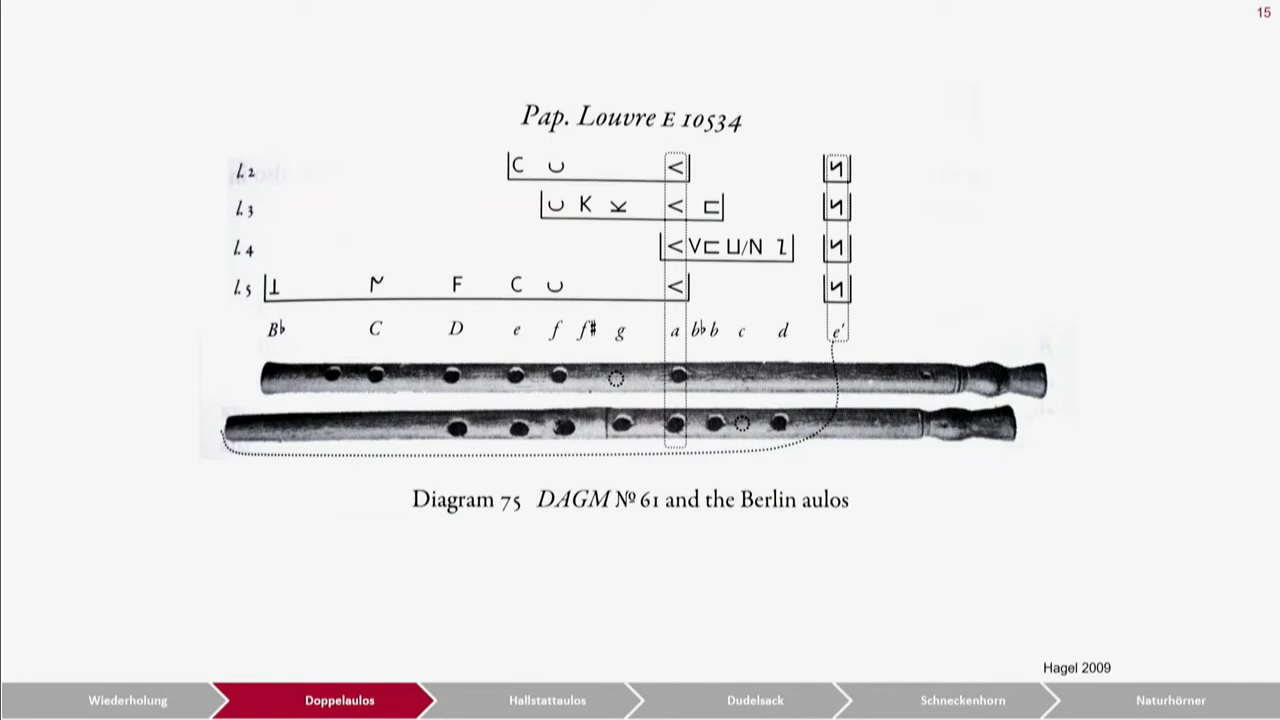 15
Pap. Louvre E 10534
l. 2 C ᴗ < И
l. 3 ᴗ K < ⊏ И
l. 4 < V ⊏ ⊔/N И
l. 5 ⊥ F C ᴗ < И
B♭ C D e f f# g a b♭ b c d e'
Diagram 75 DAGM Nº 61 and the Berlin aulos
Hagel 2009
Wiederholung Doppelaulos Hallstattaulos Dudelsack Schneckenhorn Naturhörner